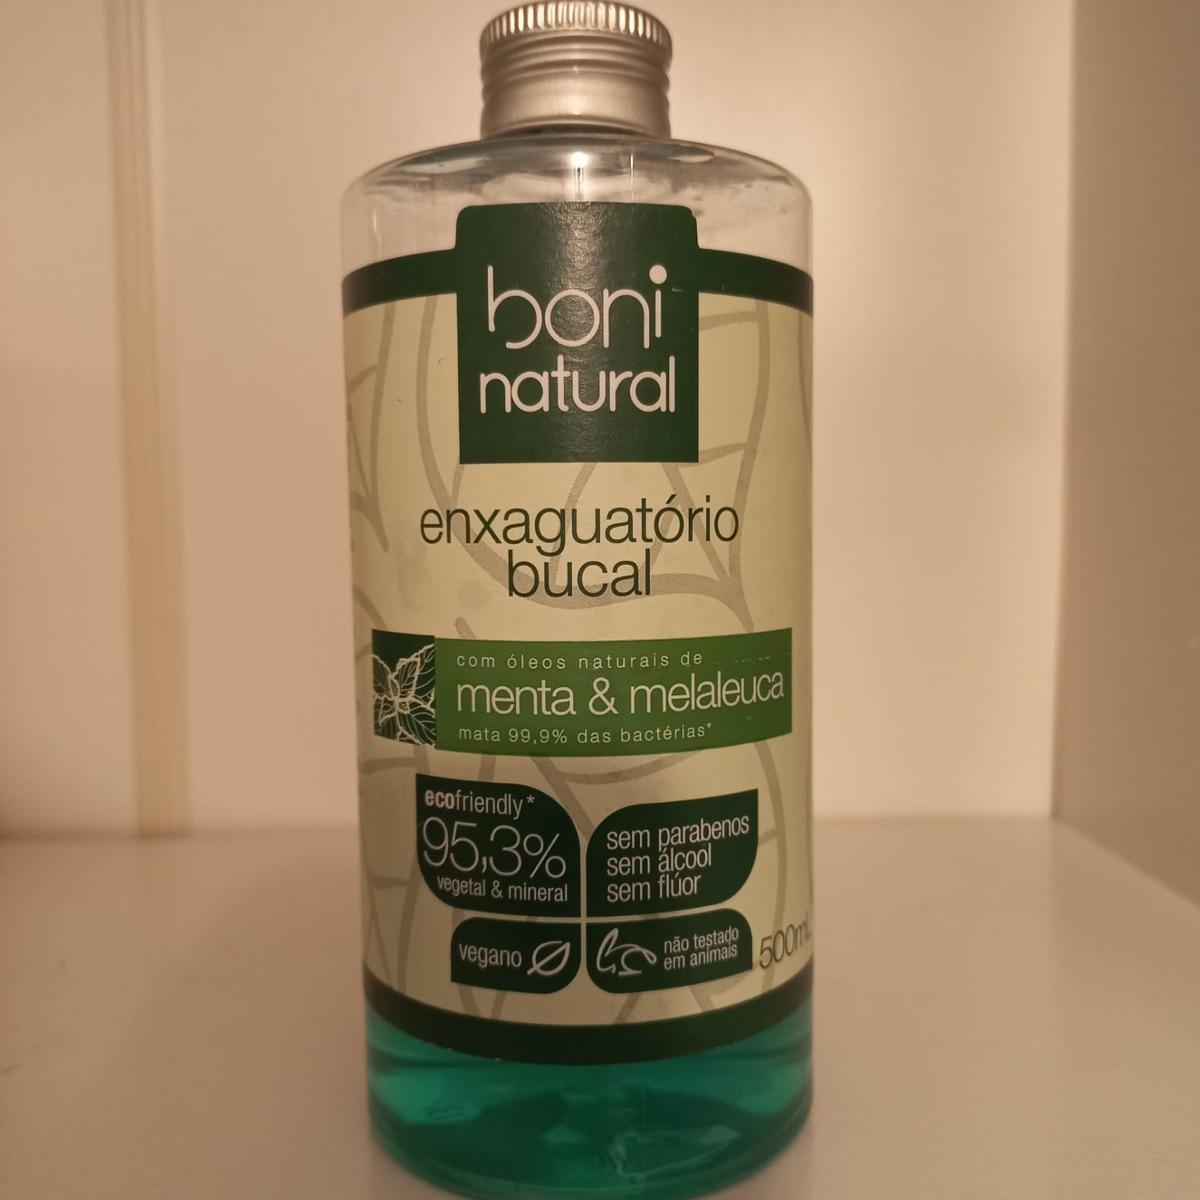 boni
natural
enxaguatório
bucal
com óleos naturais de
menta & melaleuca
mata 99,9% das bactérias*
ecofriendly*
95,3%
vegetal & mineral
sem parabenos
sem álcool
sem flúor
vegano
não testado
em animais
500mL